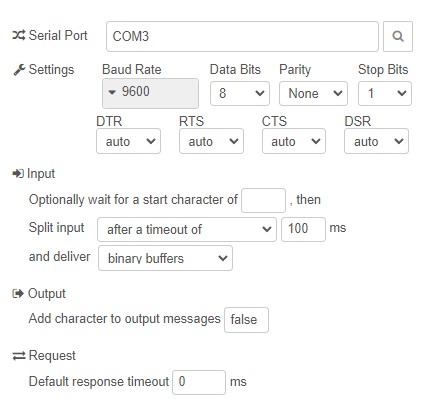 Serial Port COM3
Settings Baud Rate Data Bits Parity Stop Bits
9600 8 None 1
DTR RTS CTS DSR
auto auto auto auto
Input
Optionally wait for a start character of , then
Split input after a timeout of 100 ms
and deliver binary buffers
Output
Add character to output messages false
Request
Default response timeout 0 ms